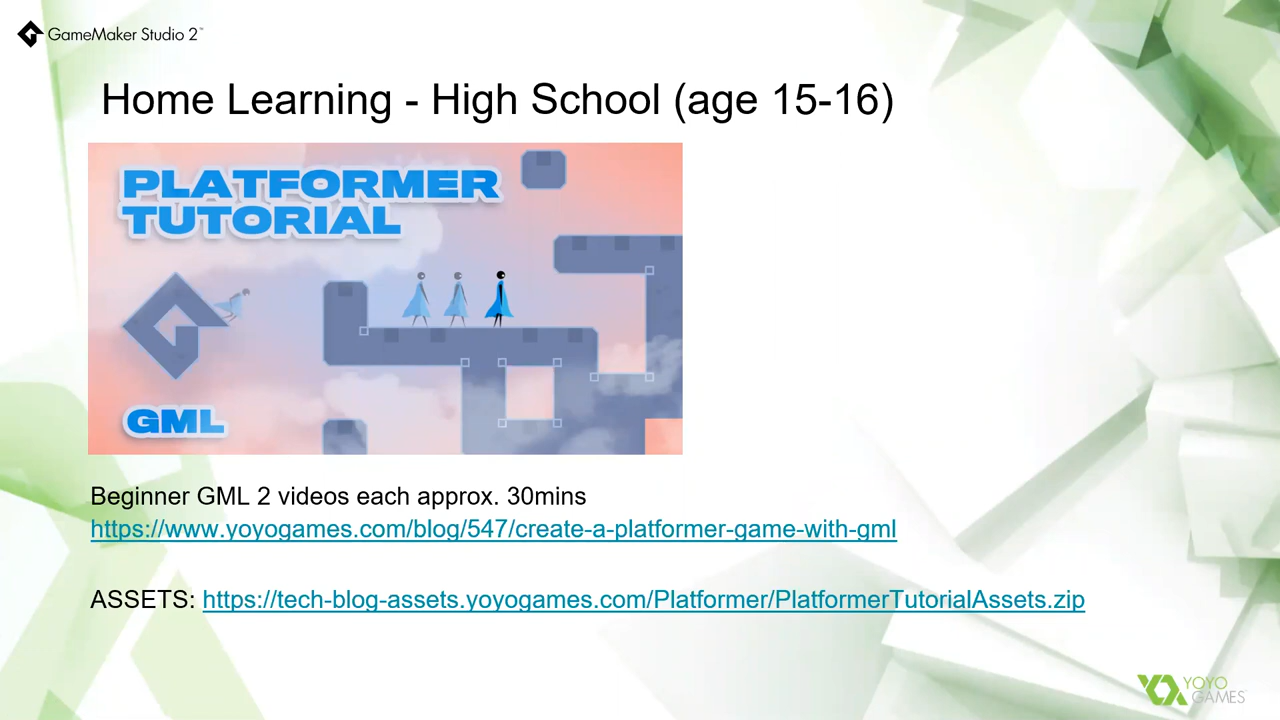 GameMaker Studio 2™
Home Learning - High School (age 15-16)
PLATFORMER
TUTORIAL
GML
Beginner GML 2 videos each approx. 30mins
https://www.yoyogames.com/blog/547/create-a-platformer-game-with-gml
ASSETS: https://tech-blog-assets.yoyogames.com/Platformer/PlatformerTutorialAssets.zip
YOYO
GAMES